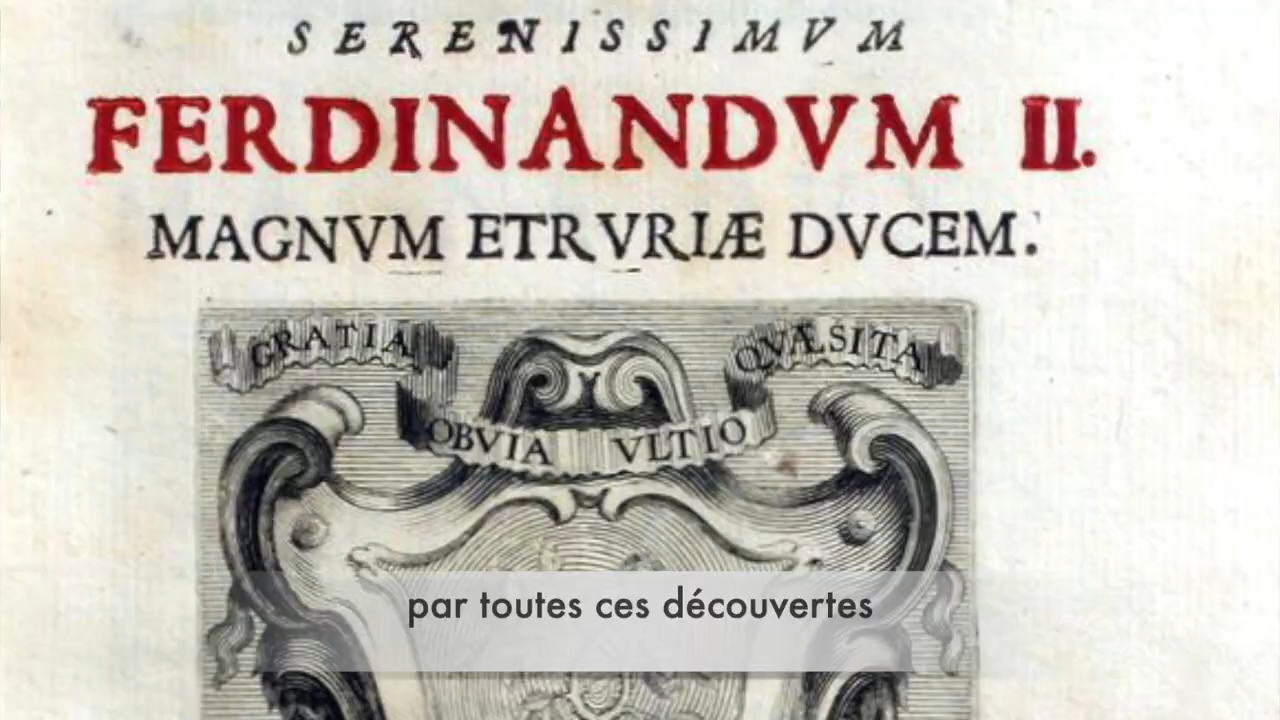 SERENISSIMVM
FERDINANDVM II.
MAGNVM ETRVRIÆ DVCEM.
GRATIA QVÆSITA
OBVIA VLTIO
par toutes ces découvertes